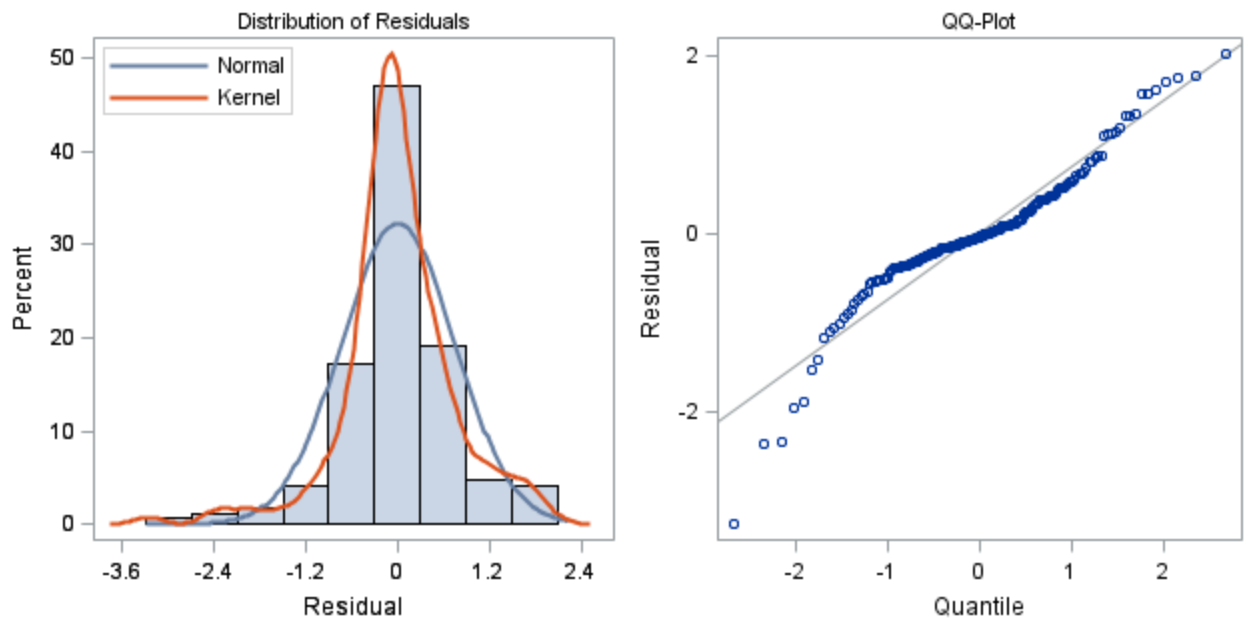 Distribution of Residuals
Normal
Kernel
Percent
50
40
30
20
10
0
-3.6 -2.4 -1.2 0 1.2 2.4
Residual
QQ-Plot
Residual
2
0
-2
-2 -1 0 1 2
Quantile